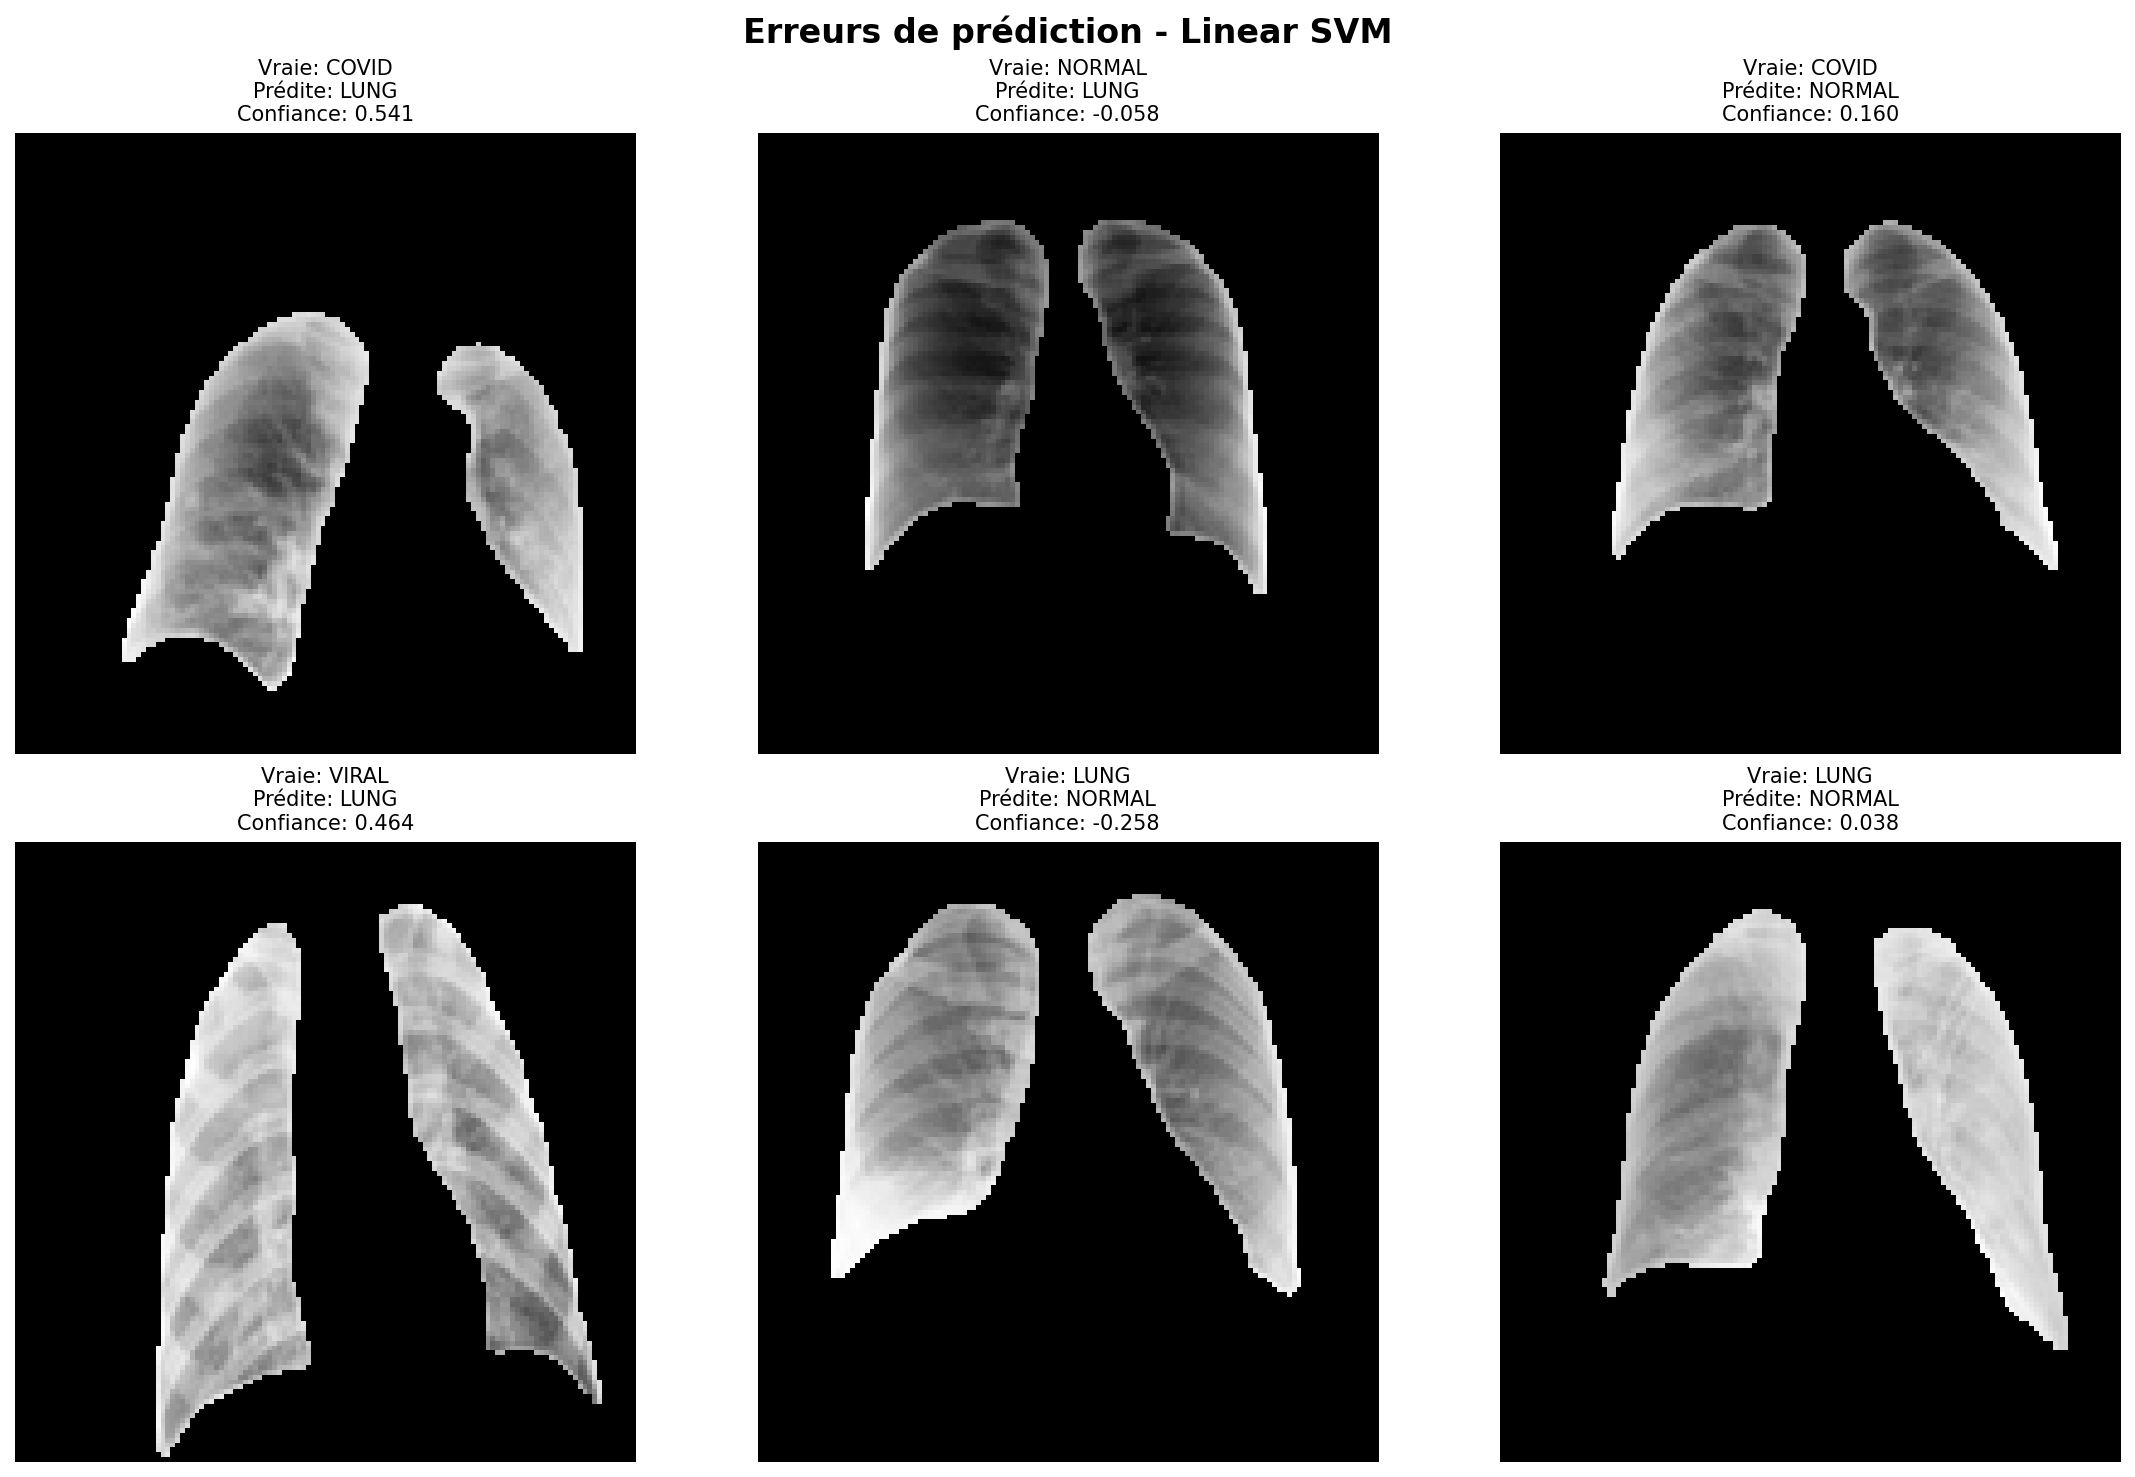 Erreurs de prédiction - Linear SVM
Vraie: COVID
Prédite: LUNG
Confiance: 0.541
Vraie: NORMAL
Prédite: LUNG
Confiance: -0.058
Vraie: COVID
Prédite: NORMAL
Confiance: 0.160
Vraie: VIRAL
Prédite: LUNG
Confiance: 0.464
Vraie: LUNG
Prédite: NORMAL
Confiance: -0.258
Vraie: LUNG
Prédite: NORMAL
Confiance: 0.038